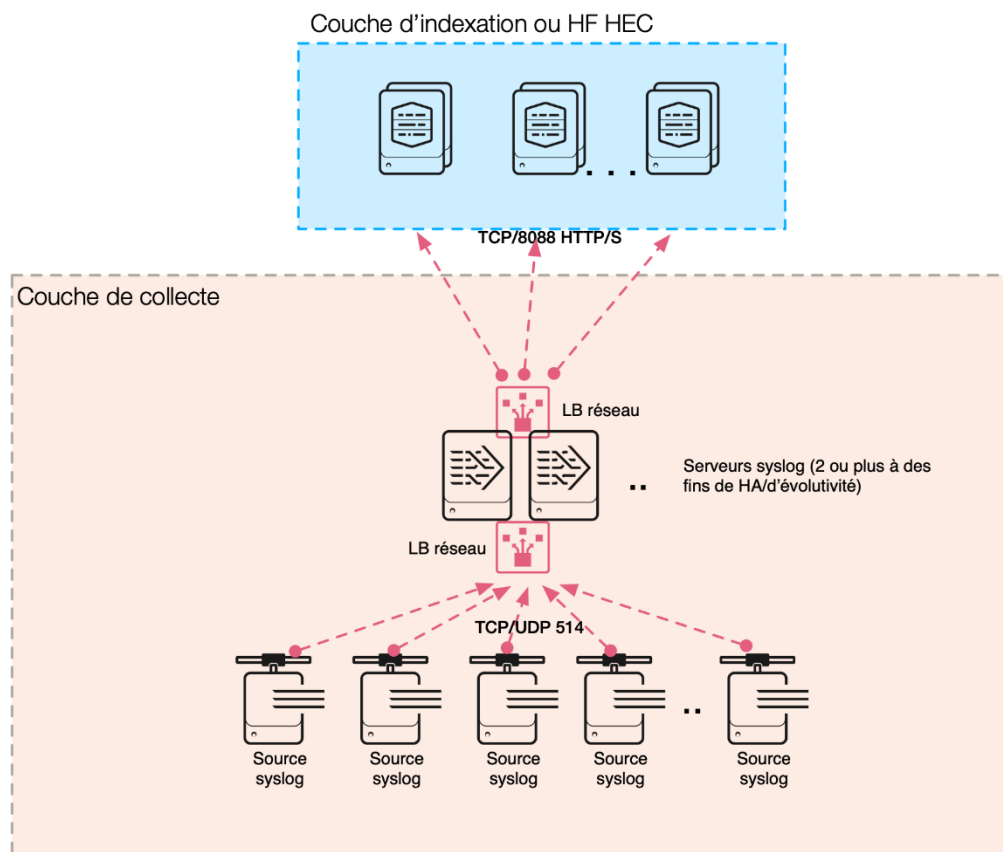 Couche d’indexation ou HF HEC
TCP/8088 HTTP/S
Couche de collecte
LB réseau
Serveurs syslog (2 ou plus à des
fins de HA/d’évolutivité)
LB réseau
TCP/UDP 514
Source
syslog
Source
syslog
Source
syslog
Source
syslog
Source
syslog